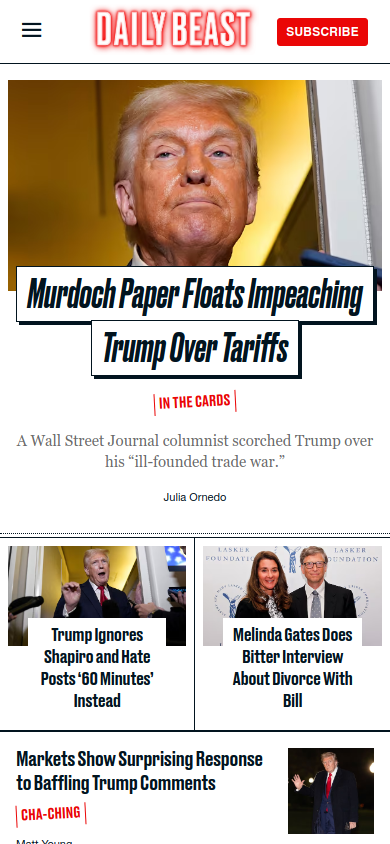 DAILY BEAST
SUBSCRIBE
Murdoch Paper Floats Impeaching
Trump Over Tariffs
IN THE CARDS
A Wall Street Journal columnist scorched Trump over
his “ill-founded trade war.”
Julia Ornedo
LASKER
FOUNDATION
LASKER
FOUNDATION
Trump Ignores
Shapiro and Hate
Posts ‘60 Minutes’
Instead
Melinda Gates Does
Bitter Interview
About Divorce With
Bill
Markets Show Surprising Response
to Baffling Trump Comments
CHA-CHING
Matt Young